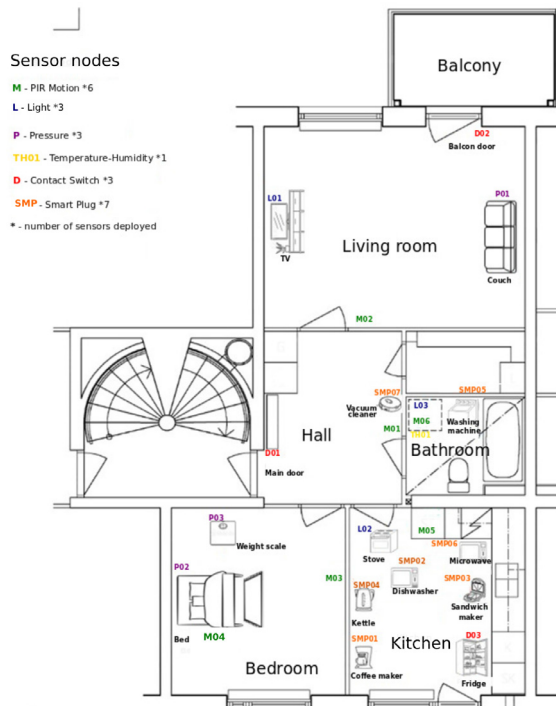 Sensor nodes
M - PIR Motion *6
L - Light *3
P - Pressure *3
TH01 - Temperature-Humidity *1
D - Contact Switch *3
SMP - Smart Plug *7
* - number of sensors deployed
Balcony
D02
Balcon door
L01
P01
Living room
TV
Couch
M02
SMP07
SMP05
Vacuum
cleaner
L03
M06
TH01
Washing
machine
M01
Hall
Bathroom
D01
Main door
P03
Weight scale
L02
M05
Stove
SMP06
Microwave
P02
M03
SMP02
Dishwasher
SMP04
SMP03
Kettle
Sandwich
maker
Bed
M04
SMP01
Kitchen
D03
Bedroom
Coffee maker
Fridge